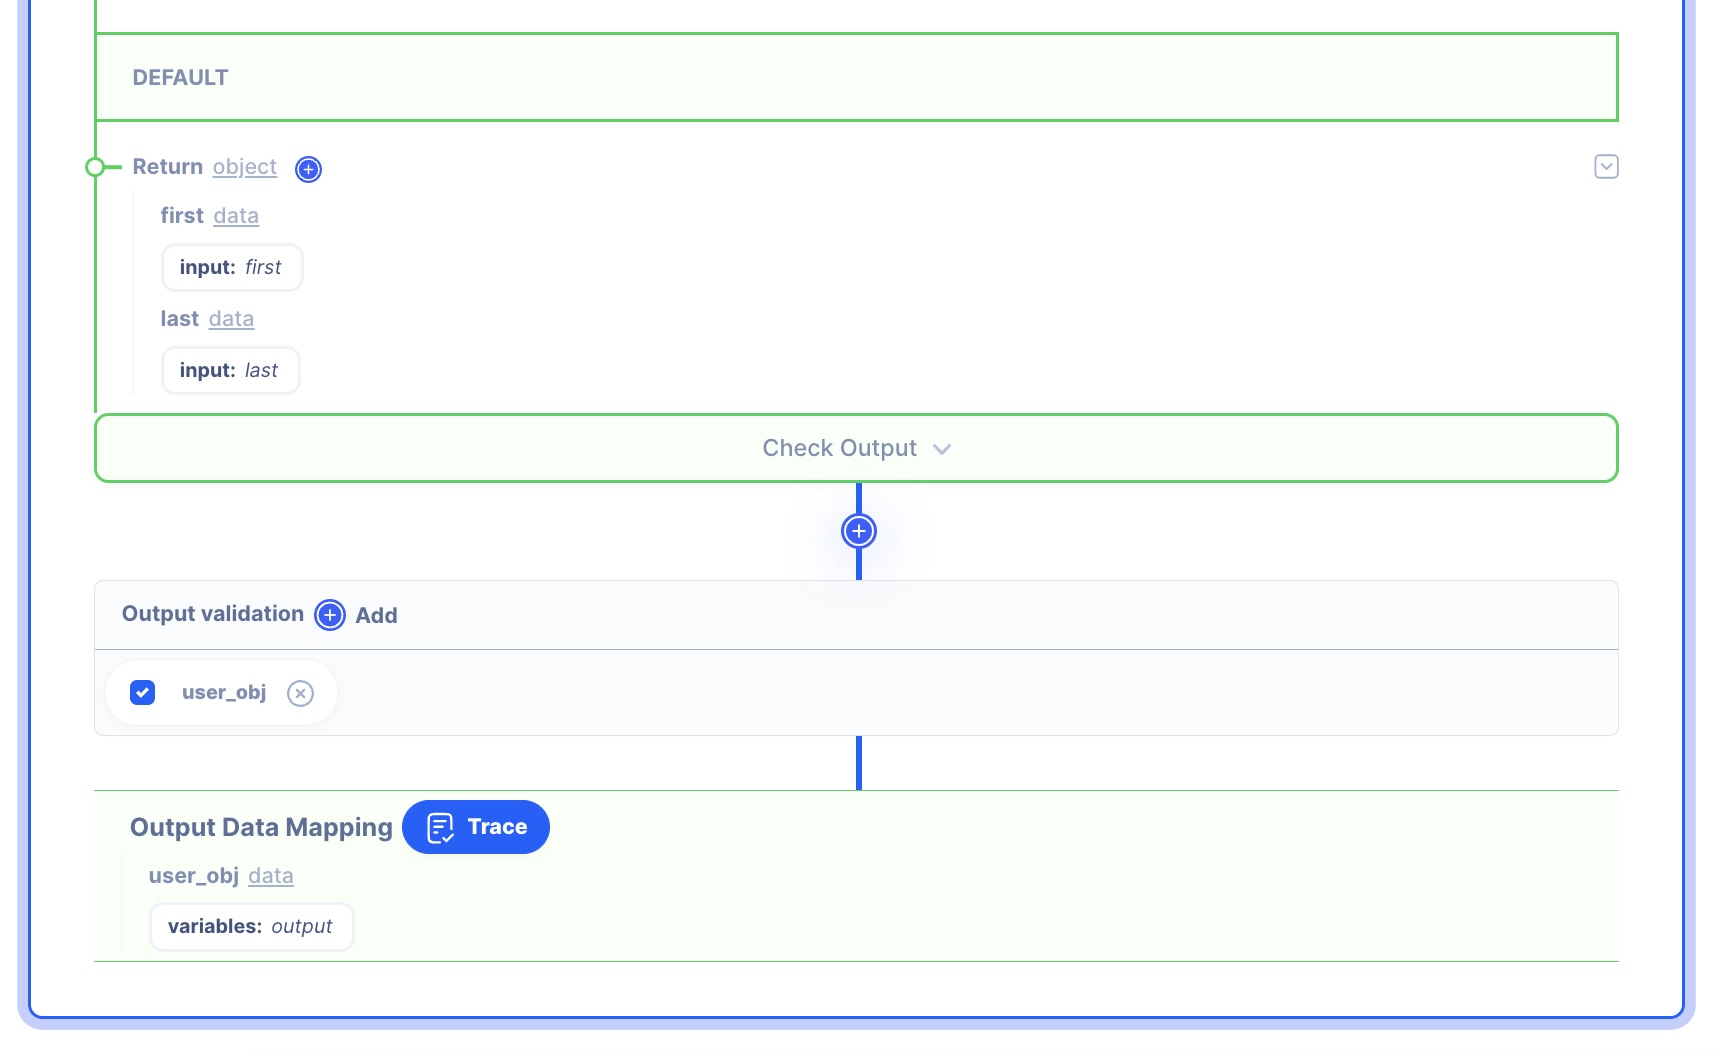 DEFAULT
Return object
first data
input: first
last data
input: last
Check Output
Output validation Add
user_obj
Output Data Mapping Trace
user_obj data
variables: output